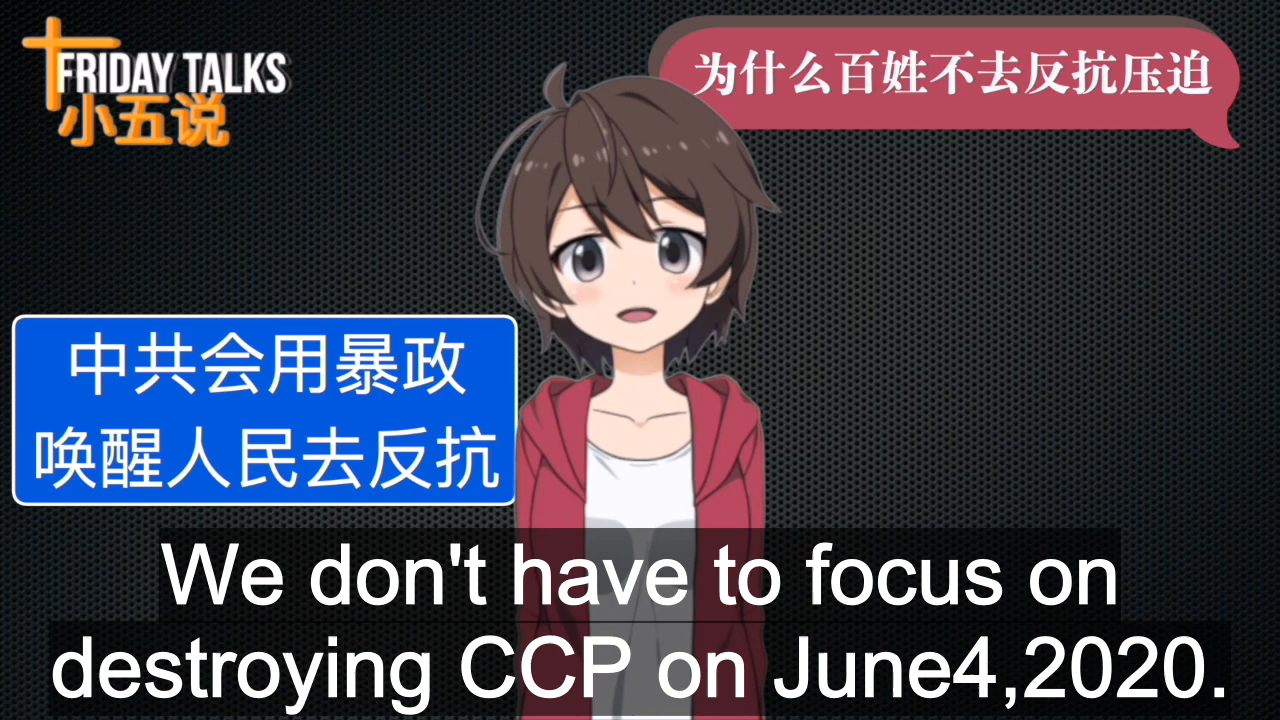 FRIDAY TALKS
小五说
为什么百姓不去反抗压迫
中共会用暴政
唤醒人民去反抗
We don't have to focus on
destroying CCP on June4,2020.